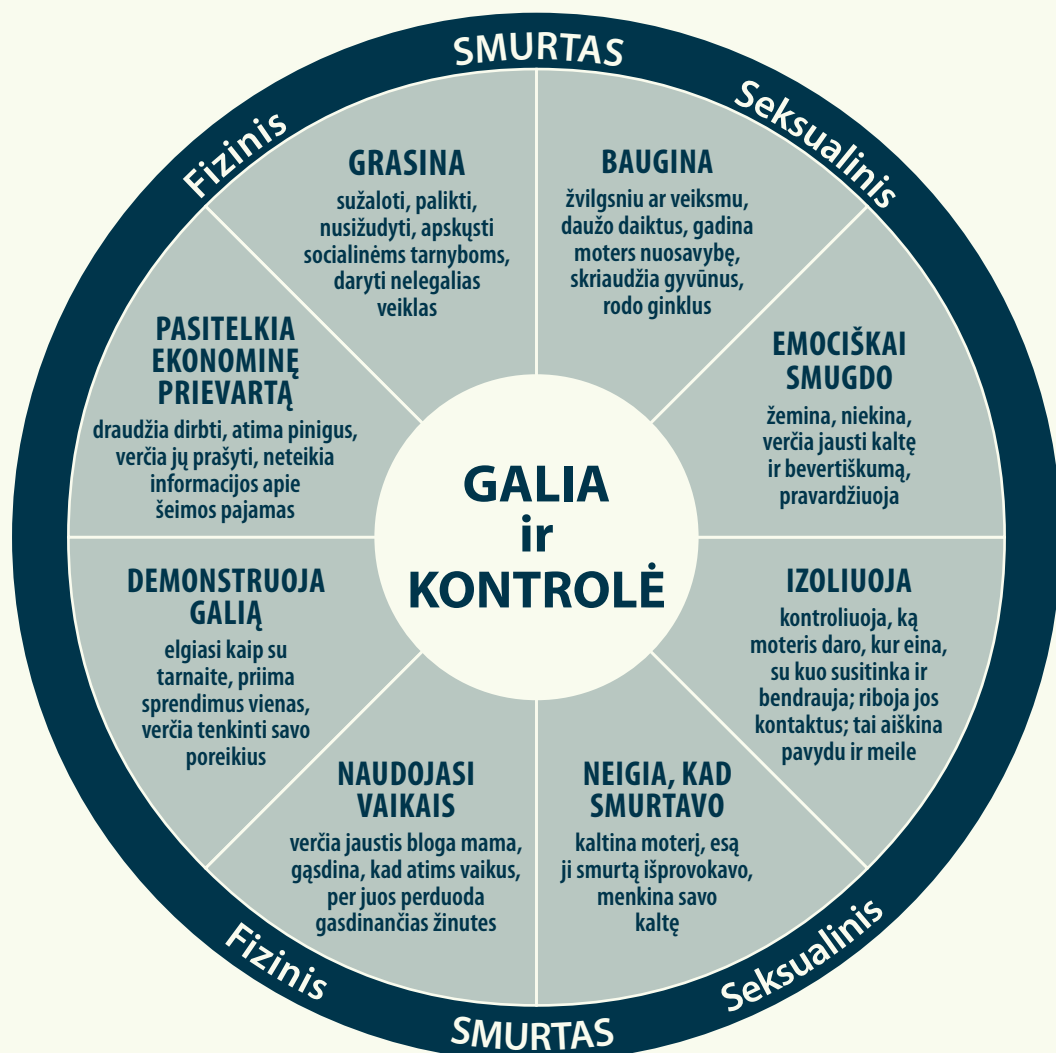 SMURTAS
Fizinis
Seksualinis
GRASINA
sužaloti, palikti,
nusižudyti, apskųsti
socialinėms tarnyboms,
daryti nelegalias
veiklas
BAUGINA
žvilgsniu ar veiksmu,
daužo daiktus, gadina
moters nuosavybę,
skriaudžia gyvūnus,
rodo ginklus
PASITELKIA
EKONOMINĘ
PRIEVARTĄ
draudžia dirbti, atima pinigus,
verčia jų prašyti, neteikia
informacijos apie
šeimos pajamas
EMOCIŠKAI
SMUGDO
žemina, niekina,
verčia jausti kaltę
ir bevertiškumą,
pravardžiuoja
GALIA
ir
KONTROLĖ
DEMONSTRUOJA
GALIĄ
elgiasi kaip su
tarnaite, priima
sprendimus vienas,
verčia tenkinti savo
poreikius
IZOLIUOJA
kontroliuoja, ką
moteris daro, kur eina,
su kuo susitinka ir
bendrauja; riboja jos
kontaktus; tai aiškina
pavydu ir meile
NAUDOJASI
VAIKAIS
verčia jaustis bloga mama,
gąsdina, kad atims vaikus,
per juos perduoda
gasdinančias žinutes
NEIGIA, KAD
SMURTAVO
kaltina moterį, esą
ji smurtą išprovokavo,
menkina savo
kaltę
Fizinis
Seksualinis
SMURTAS